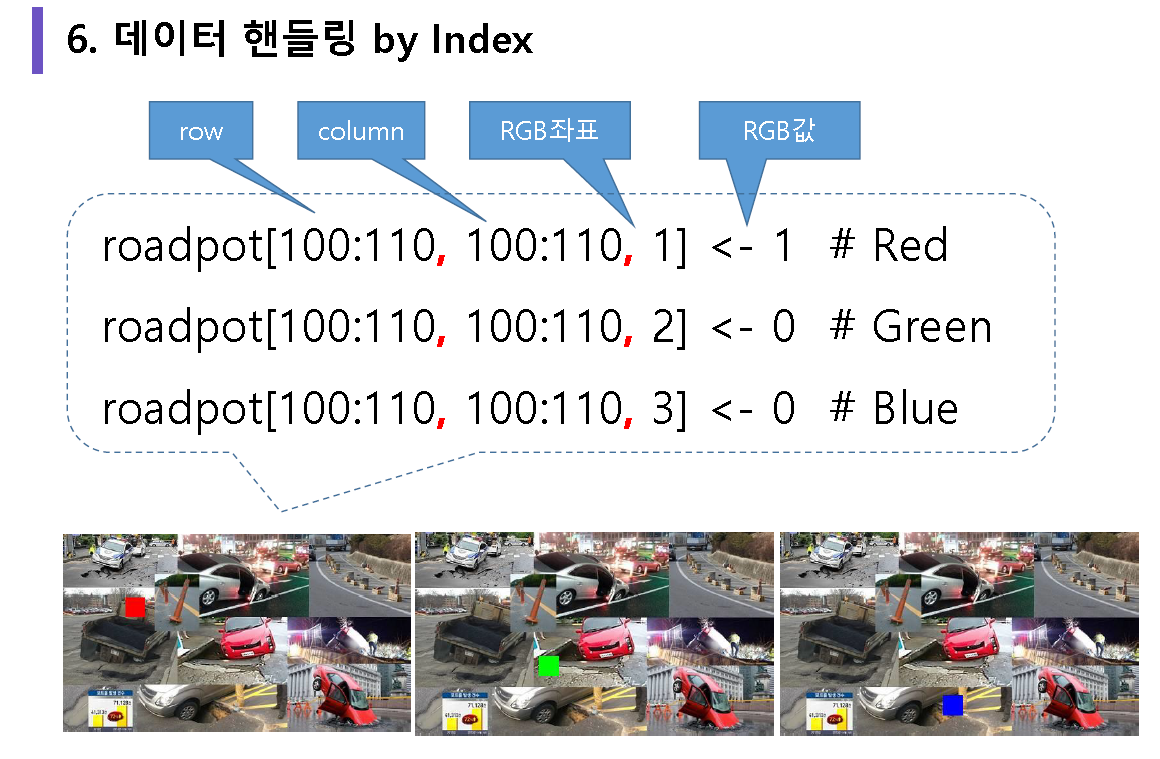 6. 데이터 핸들링 by Index
row
column
RGB좌표
RGB값
roadpot[100:110, 100:110, 1] <- 1 # Red
roadpot[100:110, 100:110, 2] <- 0 # Green
roadpot[100:110, 100:110, 3] <- 0 # Blue